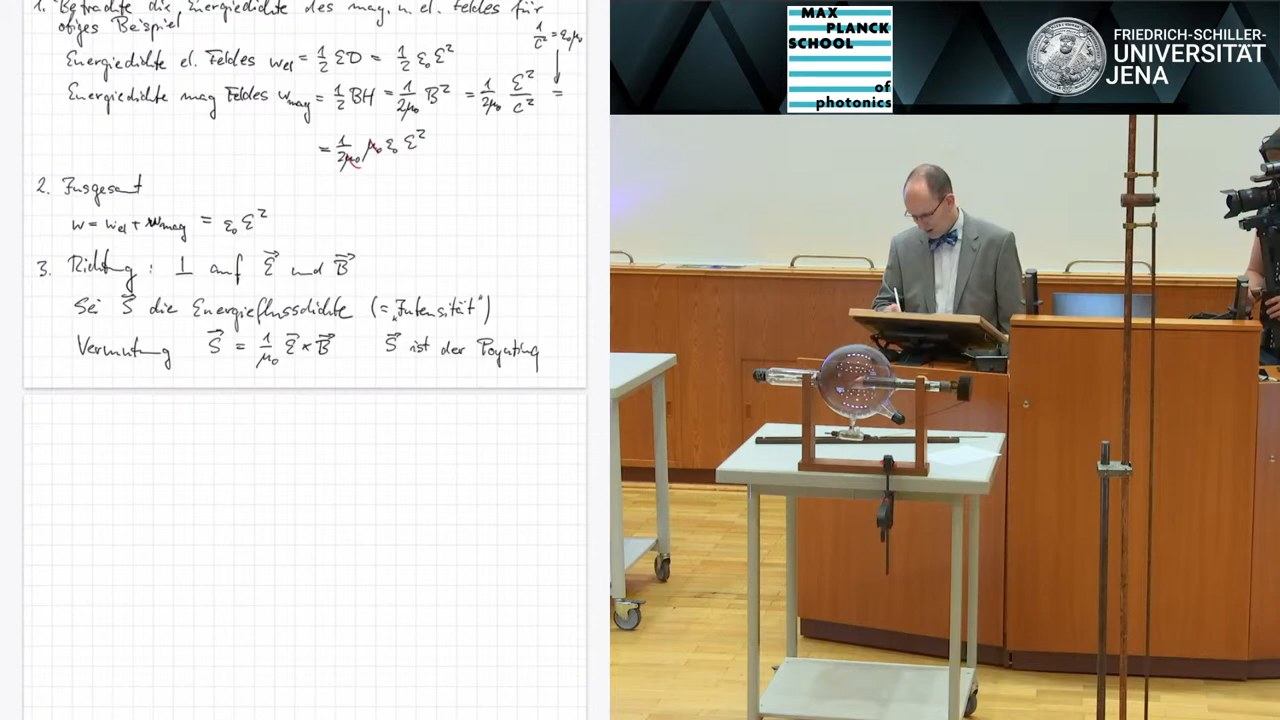 1. Betrachte die Energiedichte des mag. u. el. Feldes für
obiges Beispiel
1/c² = ε₀μ₀
Energiedichte el. Feldes w_el = 1/2 ED = 1/2 ε₀ E²
Energiedichte mag Feldes w_mag = 1/2 BH = 1/2μ₀ B² = 1/2μ₀ E²/c² =
= 1/2μ₀ μ₀ ε₀ E²
2. Insgesamt
w = w_el + w_mag = ε₀ E²
3. Richtung : ⊥ auf E⃗ und B⃗
Sei S⃗ die Energieflussdichte (= „Intensität")
Vermutung S⃗ = 1/μ₀ E⃗ × B⃗ S⃗ ist der Poynting
MAX
PLANCK
SCHOOL
of
photonics
FRIEDRICH-SCHILLER-
UNIVERSITÄT
JENA